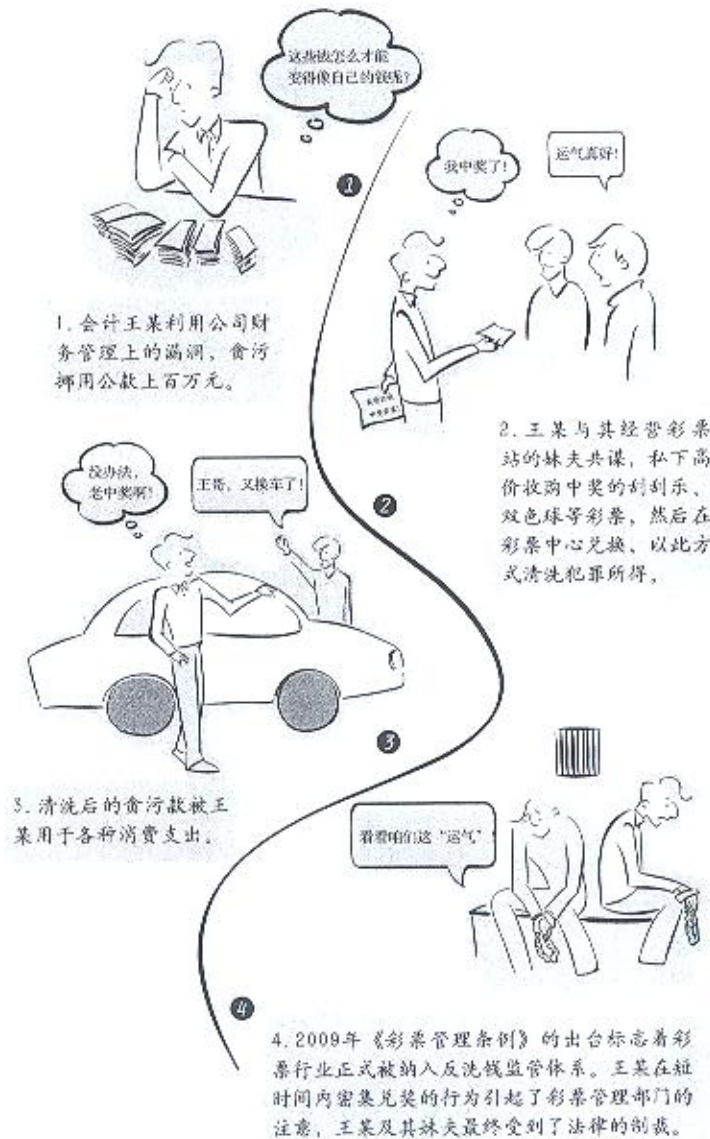 这些钱怎么才能
变得像自己的钱呢?
1
1.会计王某利用公司财
务管理上的漏洞，贪污
挪用公款上百万元。
我中奖了!
运气真好!
2
2.王某与其经营彩票
站的妹夫共谋，私下高
价收购中奖的刮刮乐、
双色球等彩票，然后在
彩票中心兑换，以此方
式清洗犯罪所得。
没办法，
老中奖啊!
王哥，又换车了!
3
3.清洗后的贪污款被王
某用于各种消费支出。
看看咱们这“运气”!
4
4.2009年《彩票管理条例》的出台标志着彩
票行业正式被纳入反洗钱监管体系。王某在短
时间内密集兑奖的行为引起了彩票管理部门的
注意，王某及其妹夫最终受到了法律的制裁。